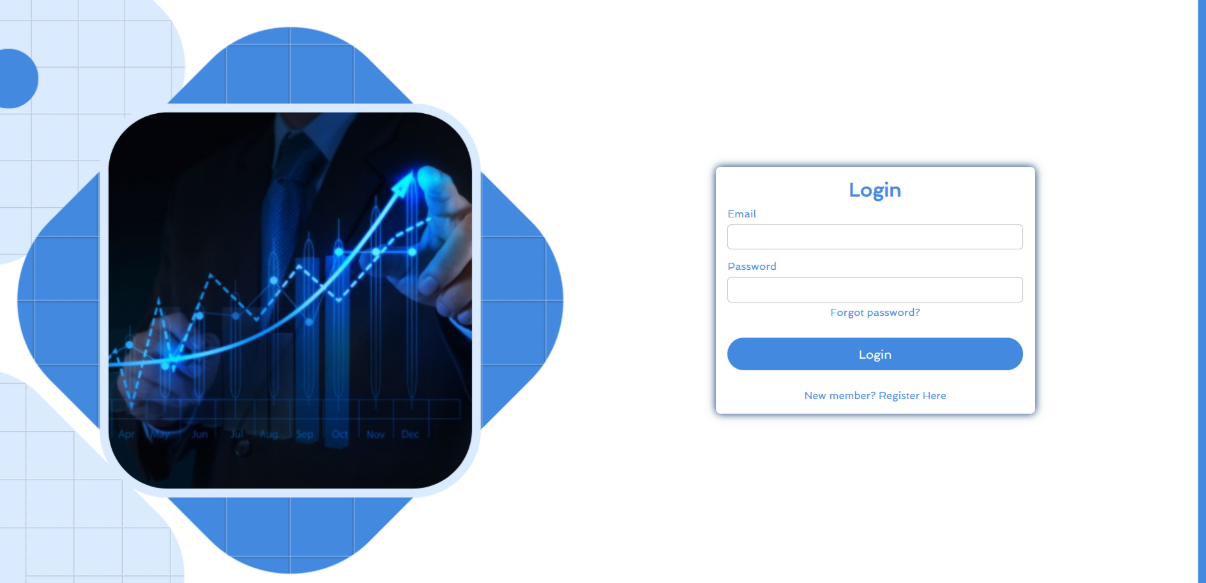 Login
Email
Password
Forgot password?
Login
New member? Register Here
Apr May Jun Jul Aug Sep Oct Nov Dec